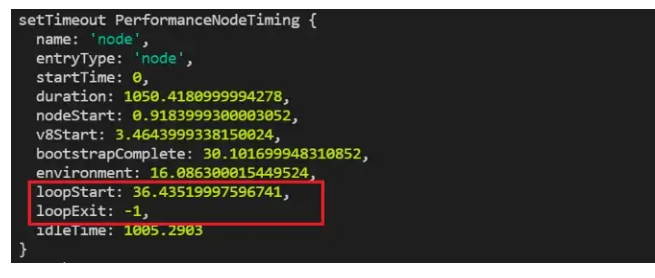 setTimeout PerformanceNodeTiming {
name: 'node',
entryType: 'node',
startTime: 0,
duration: 1050.4180999994278,
nodeStart: 0.9183999300003052,
v8Start: 3.4643999338150024,
bootstrapComplete: 30.101699948310852,
environment: 16.086300015449524,
loopStart: 36.43519997596741,
loopExit: -1,
idleTime: 1005.2903
}